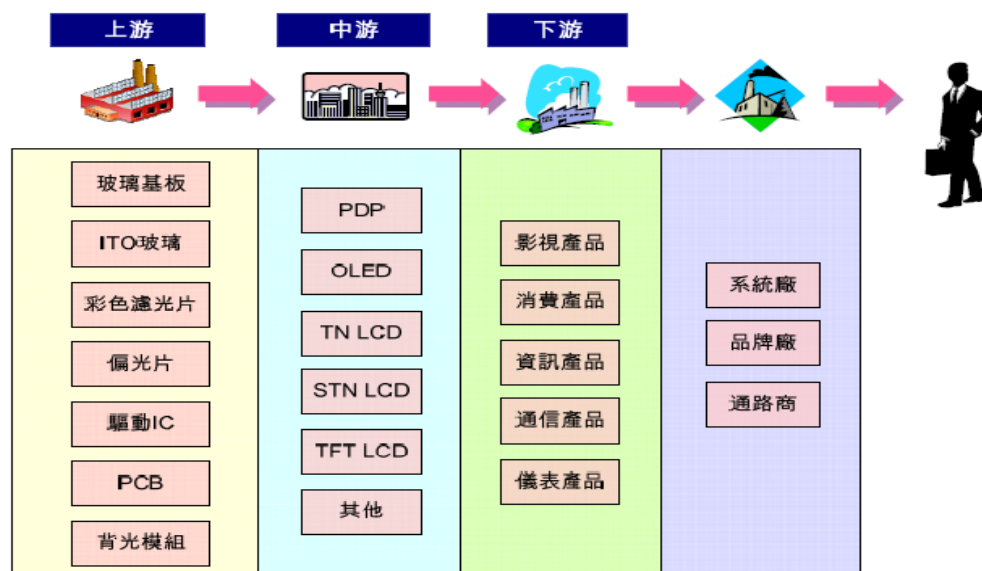 上游
中游
下游
玻璃基板
ITO玻璃
彩色濾光片
偏光片
驅動IC
PCB
背光模組
PDP
OLED
TN LCD
STN LCD
TFT LCD
其他
影視產品
消費產品
資訊產品
通信產品
儀表產品
系統廠
品牌廠
通路商